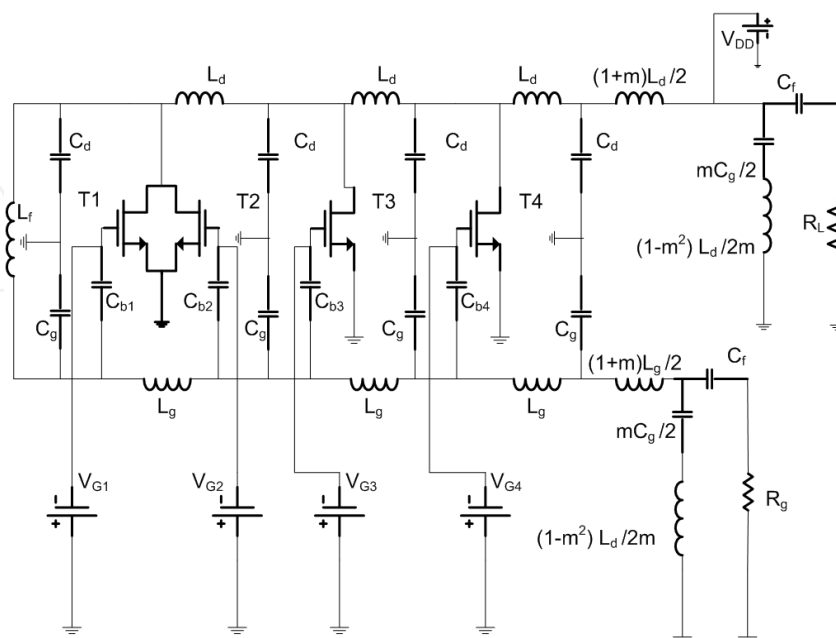 V_DD
L_d
L_d
L_d
(1+m)L_d/2
C_f
C_d
C_d
C_d
C_d
mC_g/2
T1
T2
T3
T4
L_f
R_L
(1-m²) L_d/2m
C_b1
C_b2
C_b3
C_b4
C_g
C_g
C_g
C_g
(1+m)L_g/2
C_f
L_g
L_g
L_g
mC_g/2
V_G1
V_G2
V_G3
V_G4
R_g
(1-m²) L_d/2m